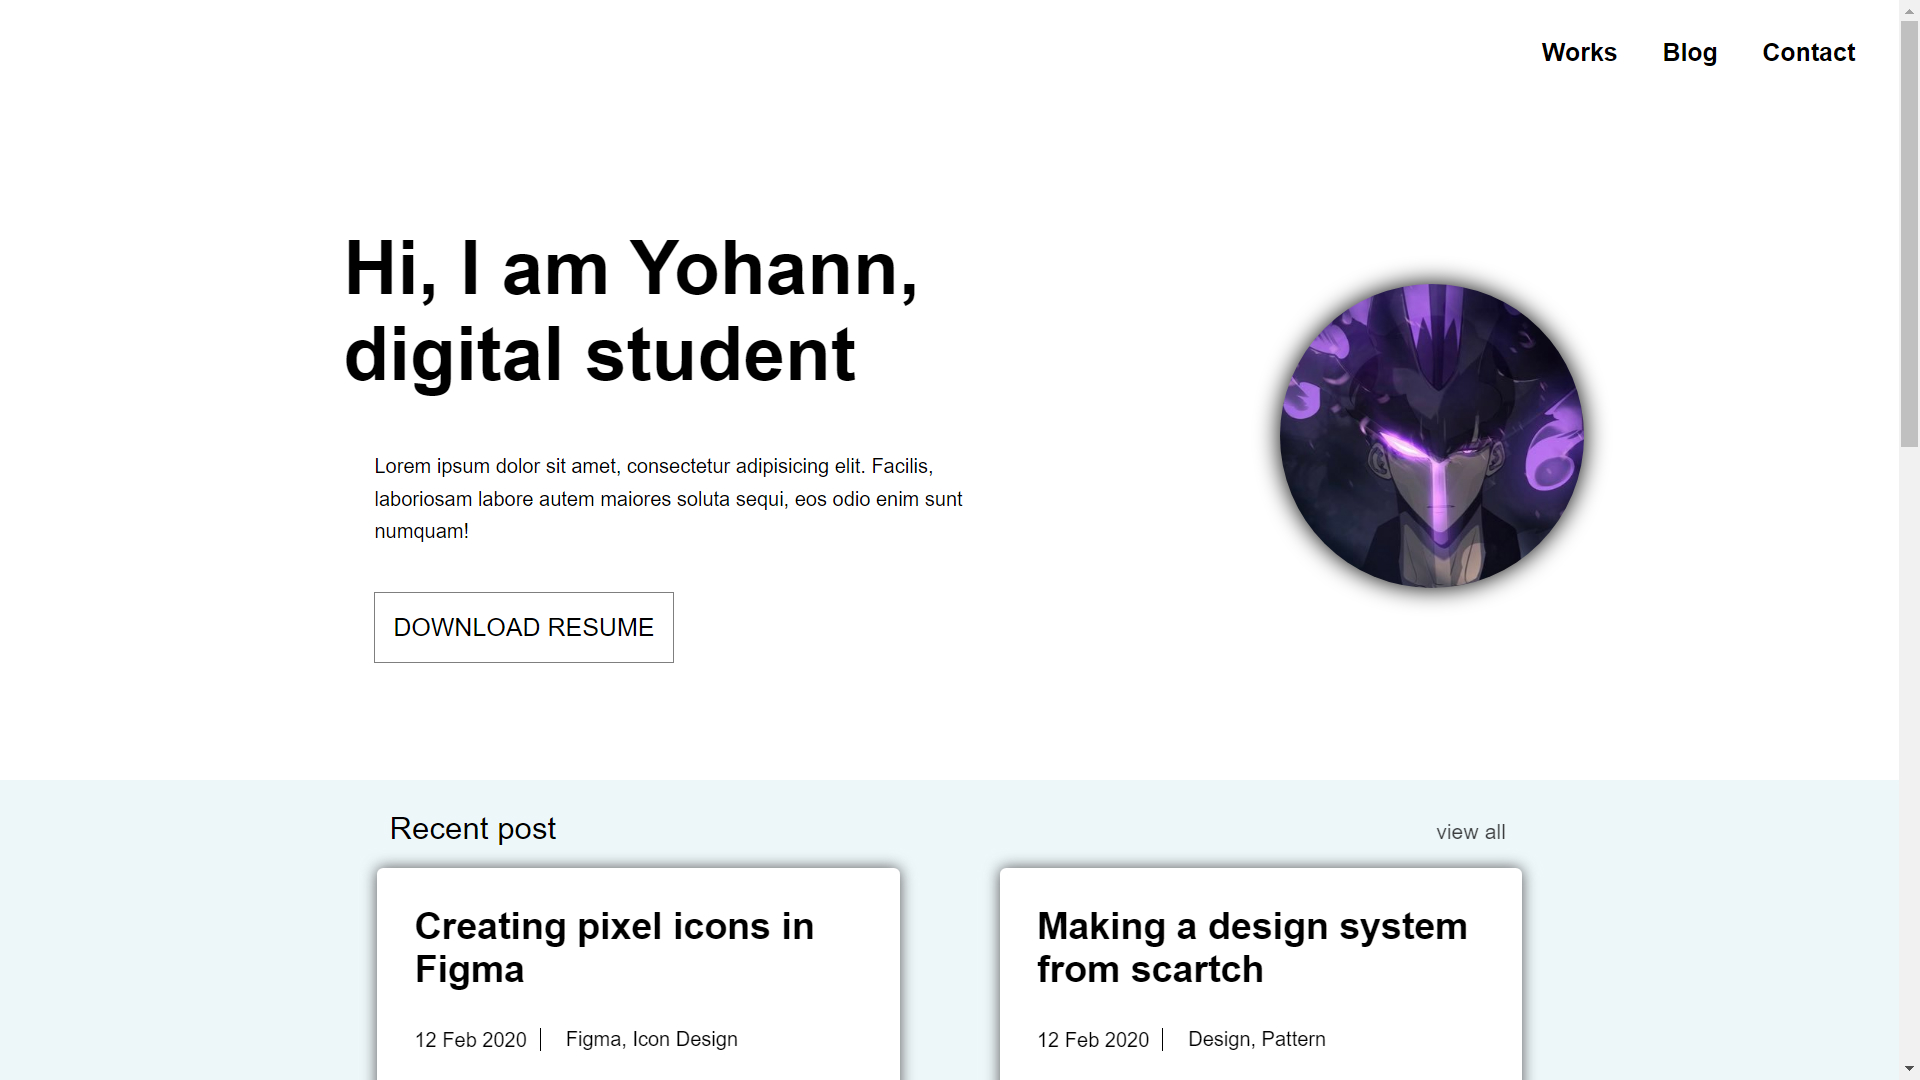 Works Blog Contact
Hi, I am Yohann,
digital student
Lorem ipsum dolor sit amet, consectetur adipisicing elit. Facilis,
laboriosam labore autem maiores soluta sequi, eos odio enim sunt
numquam!
DOWNLOAD RESUME
Recent post
view all
Creating pixel icons in
Figma
12 Feb 2020 | Figma, Icon Design
Making a design system
from scartch
12 Feb 2020 | Design, Pattern